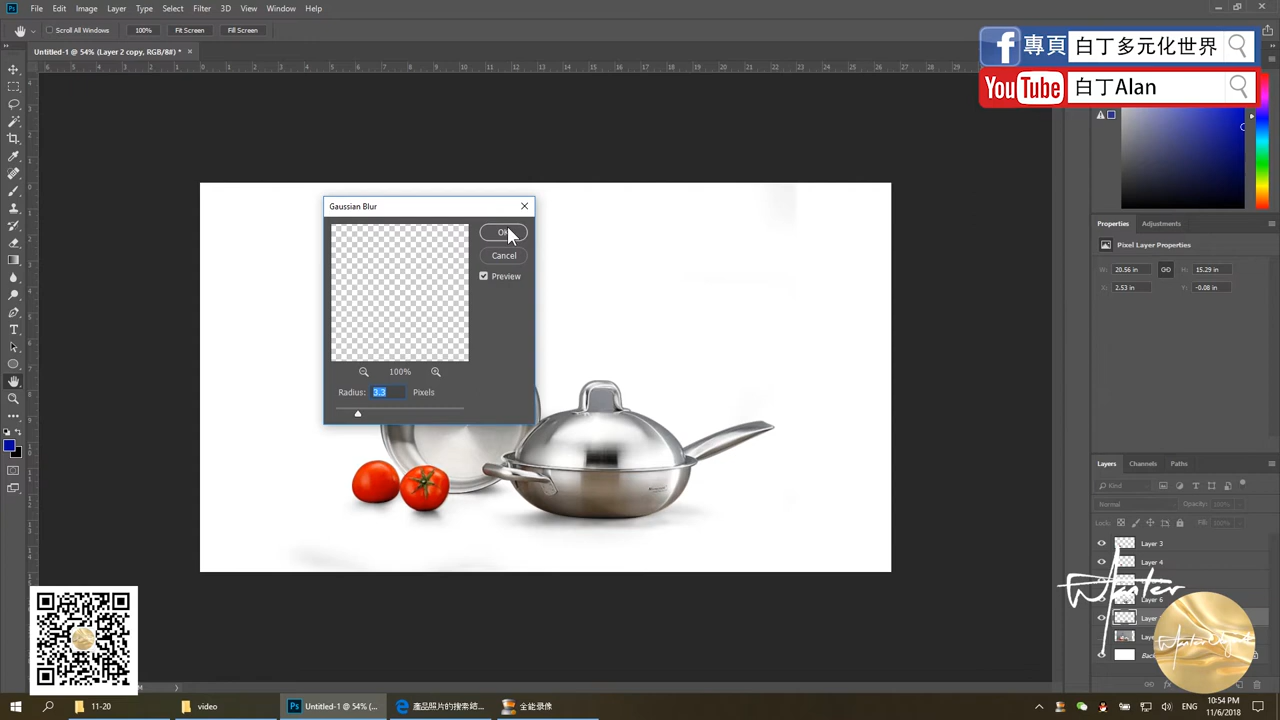 File Edit Image Layer Type Select Filter 3D View Window Help
Scroll All Windows 100% Fit Screen Fill Screen
Untitled-1 @ 54% (Layer 2 copy, RGB/8#) *
專頁 白丁多元化世界
YouTube 白丁Alan
Gaussian Blur
OK
Cancel
Preview
100%
Radius: 3.3 Pixels
Properties Adjustments
Pixel Layer Properties
W: 20.56 in H: 15.29 in
X: 2.53 in Y: -0.08 in
Layers Channels Paths
Kind
Normal Opacity: 100%
Lock: Fill: 100%
Layer 3
Layer 4
Layer 6
Layer
Layer
11-20
video
Untitled-1 @ 54% (...
產品照片的搜索結...
全能录像
10:54 PM
11/6/2018